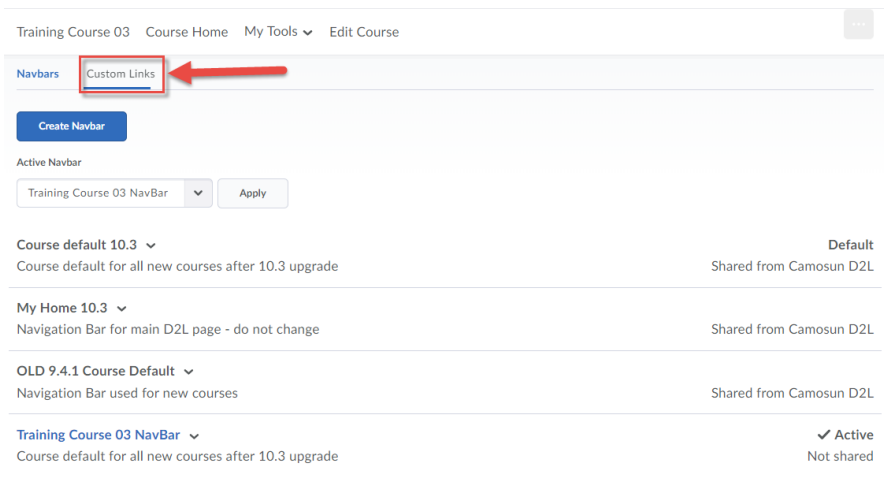 Training Course 03 Course Home My Tools Edit Course
Navbars Custom Links
Create Navbar
Active Navbar
Training Course 03 NavBar Apply
Course default 10.3 Default
Course default for all new courses after 10.3 upgrade Shared from Camosun D2L
My Home 10.3
Navigation Bar for main D2L page - do not change Shared from Camosun D2L
OLD 9.4.1 Course Default
Navigation Bar used for new courses Shared from Camosun D2L
Training Course 03 NavBar Active
Course default for all new courses after 10.3 upgrade Not shared